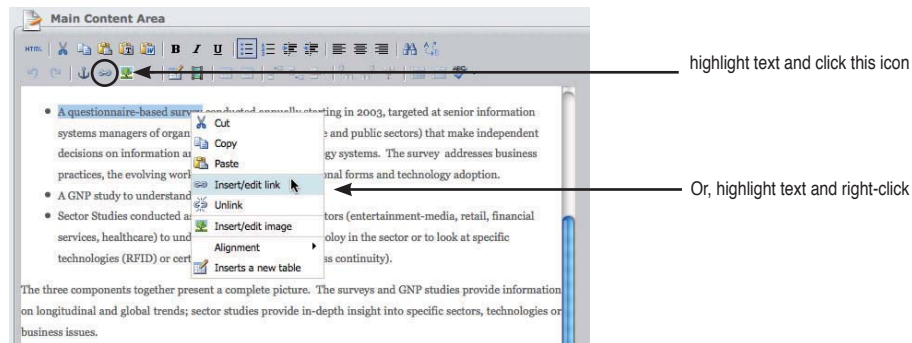 Main Content Area
HTML
B I U
highlight text and click this icon
A questionnaire-based survey conducted annually starting in 2003, targeted at senior information
systems managers of organ e and public sectors) that make independent
decisions on information a gy systems. The survey addresses business
practices, the evolving wor nal forms and technology adoption.
A GNP study to understand
Sector Studies conducted a tors (entertainment-media, retail, financial
services, healthcare) to und oloy in the sector or to look at specific
technologies (RFID) or cert ss continuity).
Cut
Copy
Paste
Insert/edit link
Unlink
Insert/edit image
Alignment
Inserts a new table
Or, highlight text and right-click
The three components together present a complete picture. The surveys and GNP studies provide information
on longitudinal and global trends; sector studies provide in-depth insight into specific sectors, technologies or
business issues.